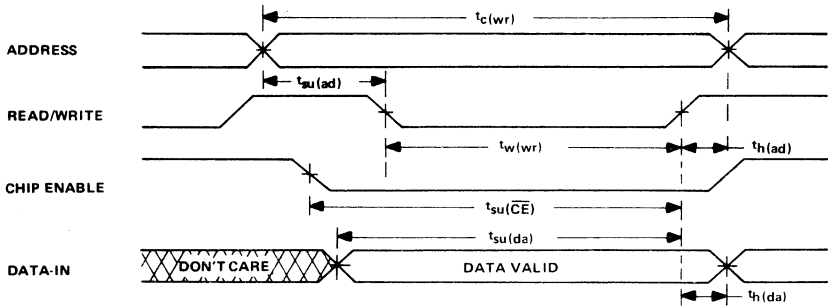 t_c(wr)
ADDRESS
t_su(ad)
READ/WRITE
t_w(wr)
t_h(ad)
CHIP ENABLE
t_su(C̅E̅)
t_su(da)
DATA-IN
DON'T CARE
DATA VALID
t_h(da)